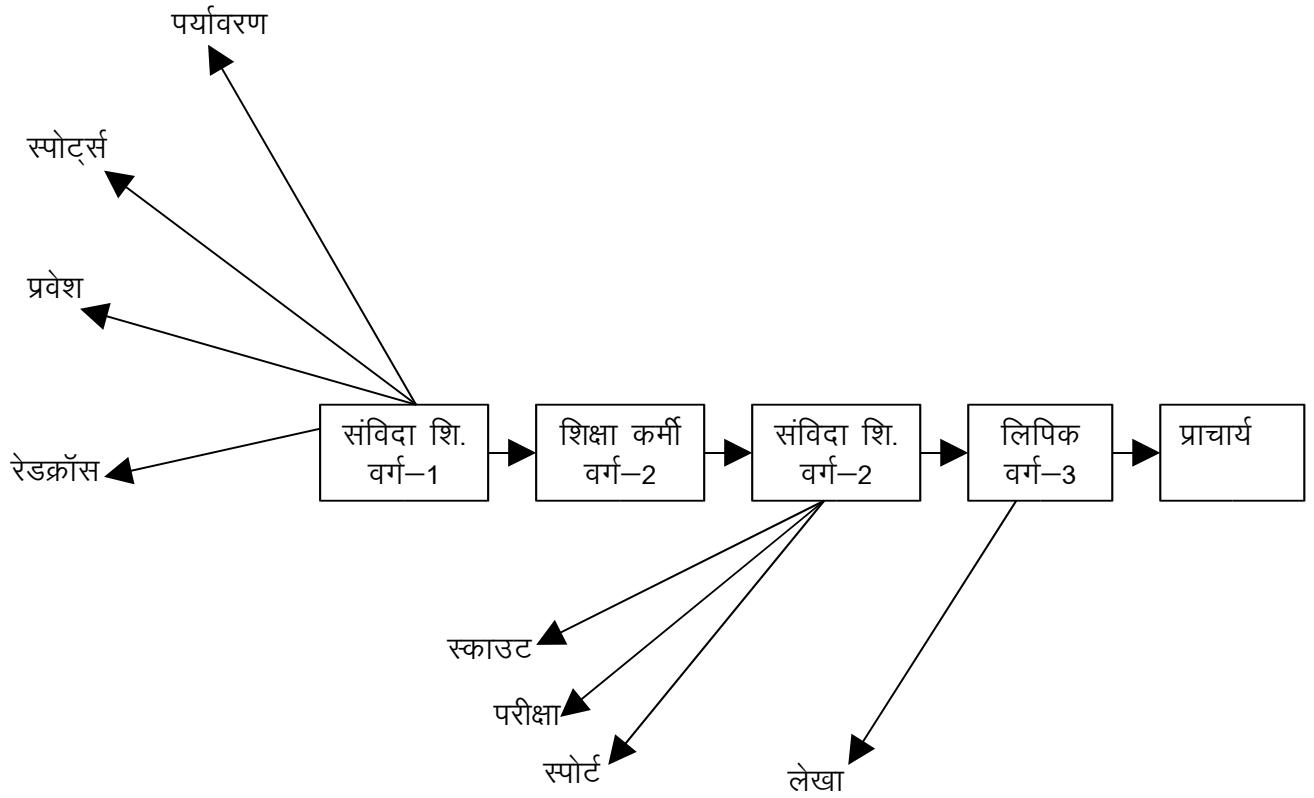 पर्यावरण
स्पोर्ट्स
प्रवेश
रेडक्रॉस
संविदा शि.
वर्ग–1
शिक्षा कर्मी
वर्ग–2
संविदा शि.
वर्ग–2
लिपिक
वर्ग–3
प्राचार्य
स्काउट
परीक्षा
स्पोर्ट
लेखा